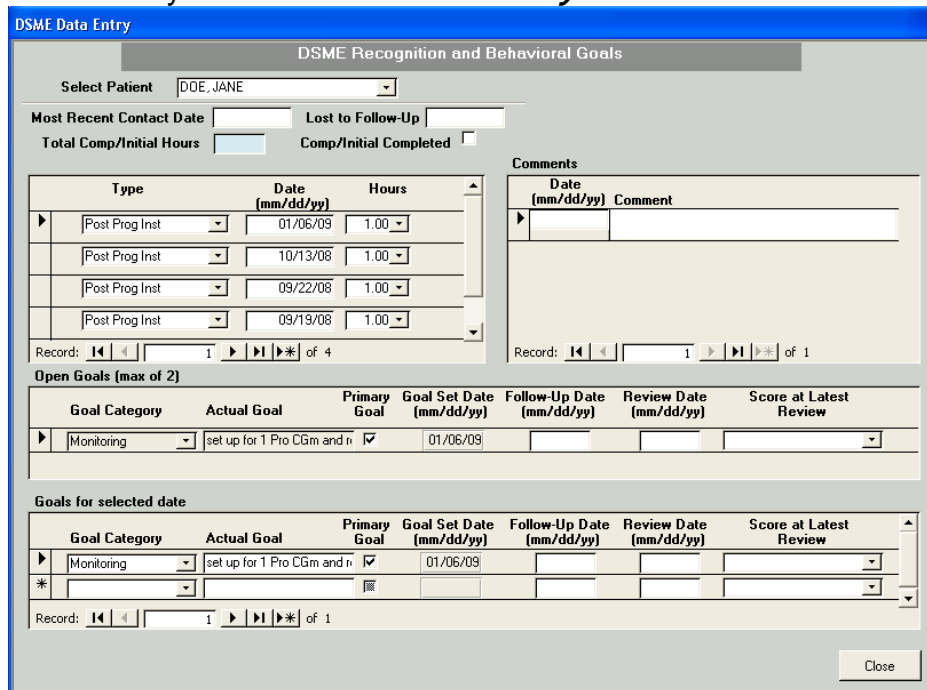 DSME Data Entry
DSME Recognition and Behavioral Goals
Select Patient DOE, JANE
Most Recent Contact Date Lost to Follow-Up
Total Comp/Initial Hours Comp/Initial Completed
Comments
Type Date (mm/dd/yy) Hours
Date (mm/dd/yy) Comment
Post Prog Inst 01/06/09 1.00
Post Prog Inst 10/13/08 1.00
Post Prog Inst 09/22/08 1.00
Post Prog Inst 09/19/08 1.00
Record: 1 of 4
Record: 1 of 1
Open Goals (max of 2)
Goal Category Actual Goal Primary Goal Goal Set Date (mm/dd/yy) Follow-Up Date (mm/dd/yy) Review Date (mm/dd/yy) Score at Latest Review
Monitoring set up for 1 Pro CGm and 01/06/09
Goals for selected date
Goal Category Actual Goal Primary Goal Goal Set Date (mm/dd/yy) Follow-Up Date (mm/dd/yy) Review Date (mm/dd/yy) Score at Latest Review
Monitoring set up for 1 Pro CGm and 01/06/09
Record: 1 of 1
Close